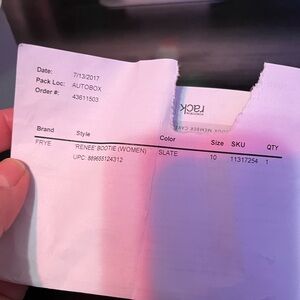 Date: 7/13/2017
Pack Loc: AUTOBOX
Order #: 43611503
rack
Brand Style Color Size SKU QTY
FRYE 'RENEE' BOOTIE (WOMEN) SLATE 10 11317254 1
UPC: 889655124312